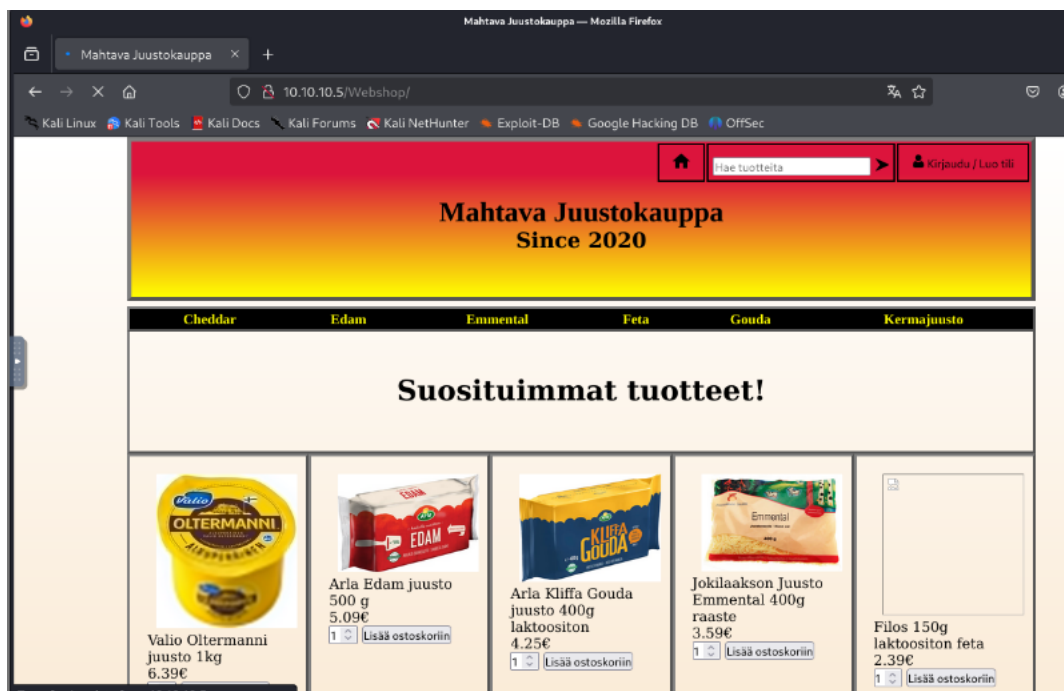 Mahtava Juustokauppa — Mozilla Firefox
Mahtava Juustokauppa
10.10.10.5/Webshop/
Kali Linux Kali Tools Kali Docs Kali Forums Kali NetHunter Exploit-DB Google Hacking DB OffSec
Hae tuotteita Kirjaudu / Luo tili
Mahtava Juustokauppa
Since 2020
Cheddar Edam Emmental Feta Gouda Kermajuusto
Suosituimmat tuotteet!
Valio
OLTERMANNI
Valio Oltermanni
juusto 1kg
6.39€
EDAM
Arla
EDAM
Arla Edam juusto
500 g
5.09€
1 Lisää ostoskoriin
Arla
KLIFFA
GOUDA
Arla Kliffa Gouda
juusto 400g
laktoositon
4.25€
1 Lisää ostoskoriin
Emmental
400 g
Jokilaakson Juusto
Emmental 400g
raaste
3.59€
1 Lisää ostoskoriin
Filos 150g
laktoositon feta
2.39€
1 Lisää ostoskoriin